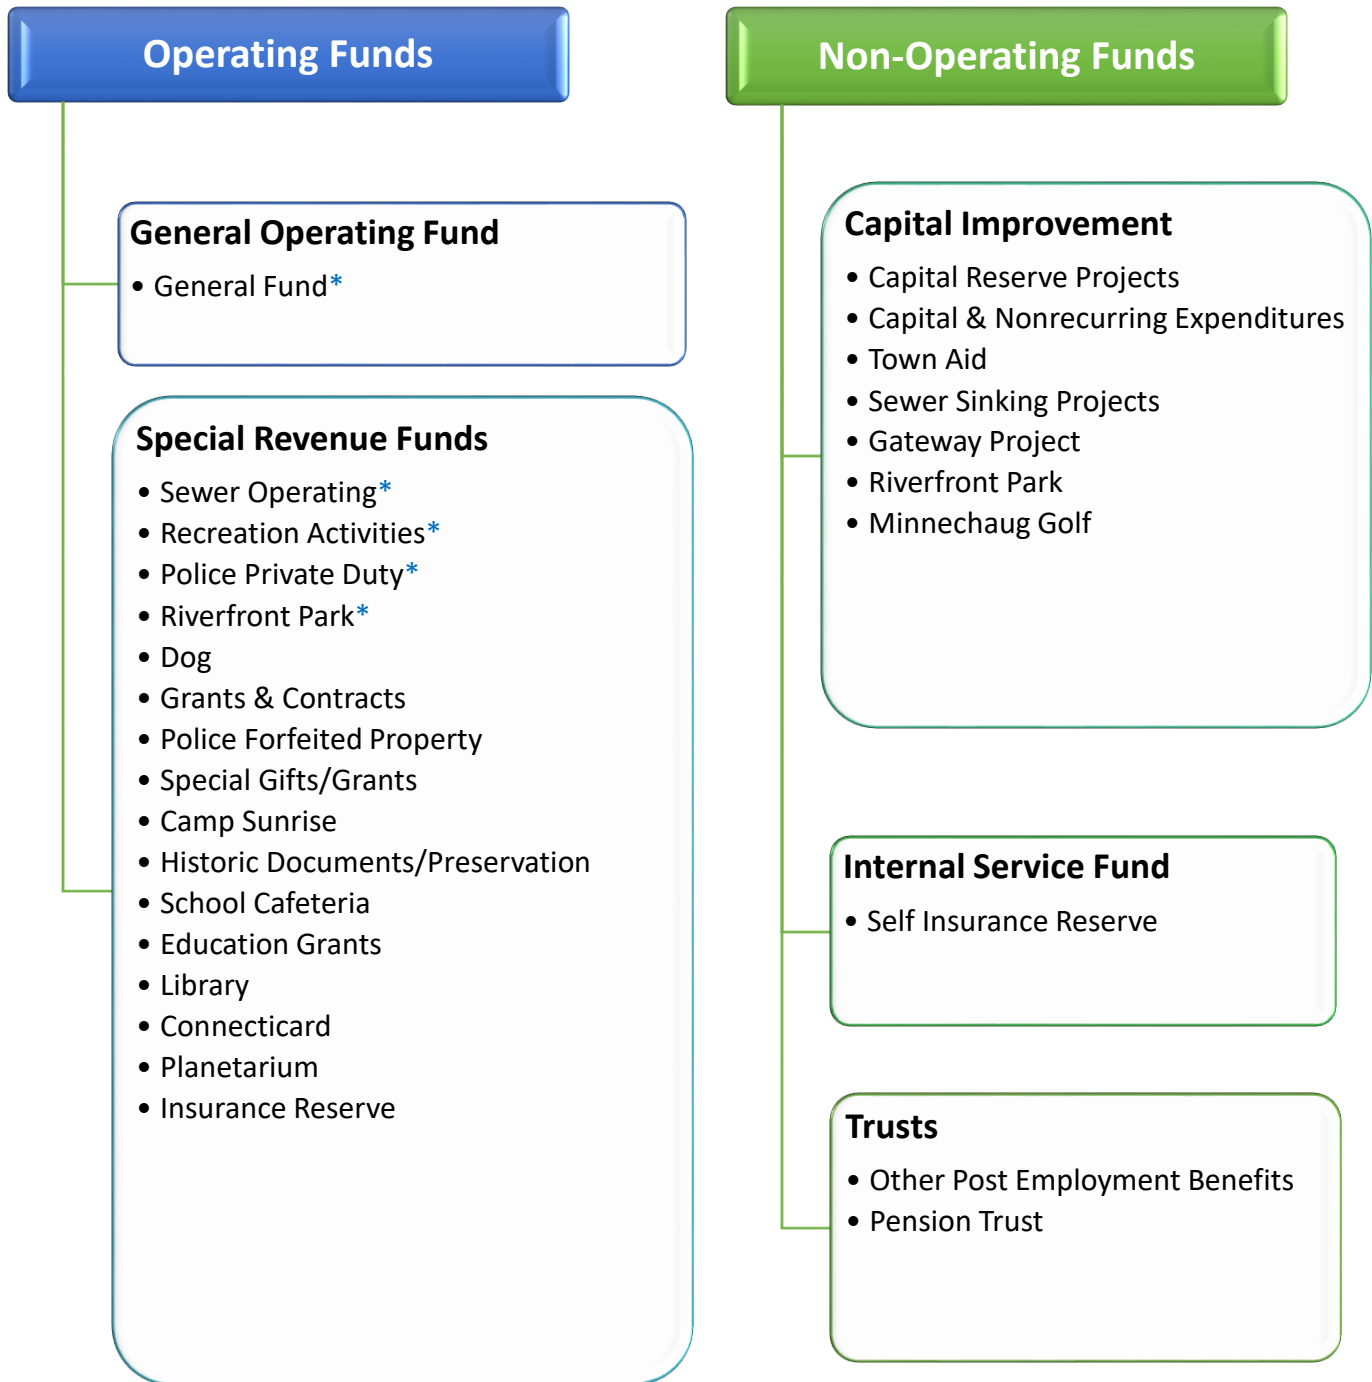 Operating Funds
General Operating Fund
• General Fund*
Special Revenue Funds
• Sewer Operating*
• Recreation Activities*
• Police Private Duty*
• Riverfront Park*
• Dog
• Grants & Contracts
• Police Forfeited Property
• Special Gifts/Grants
• Camp Sunrise
• Historic Documents/Preservation
• School Cafeteria
• Education Grants
• Library
• Connecticard
• Planetarium
• Insurance Reserve
Non-Operating Funds
Capital Improvement
• Capital Reserve Projects
• Capital & Nonrecurring Expenditures
• Town Aid
• Sewer Sinking Projects
• Gateway Project
• Riverfront Park
• Minnechaug Golf
Internal Service Fund
• Self Insurance Reserve
Trusts
• Other Post Employment Benefits
• Pension Trust